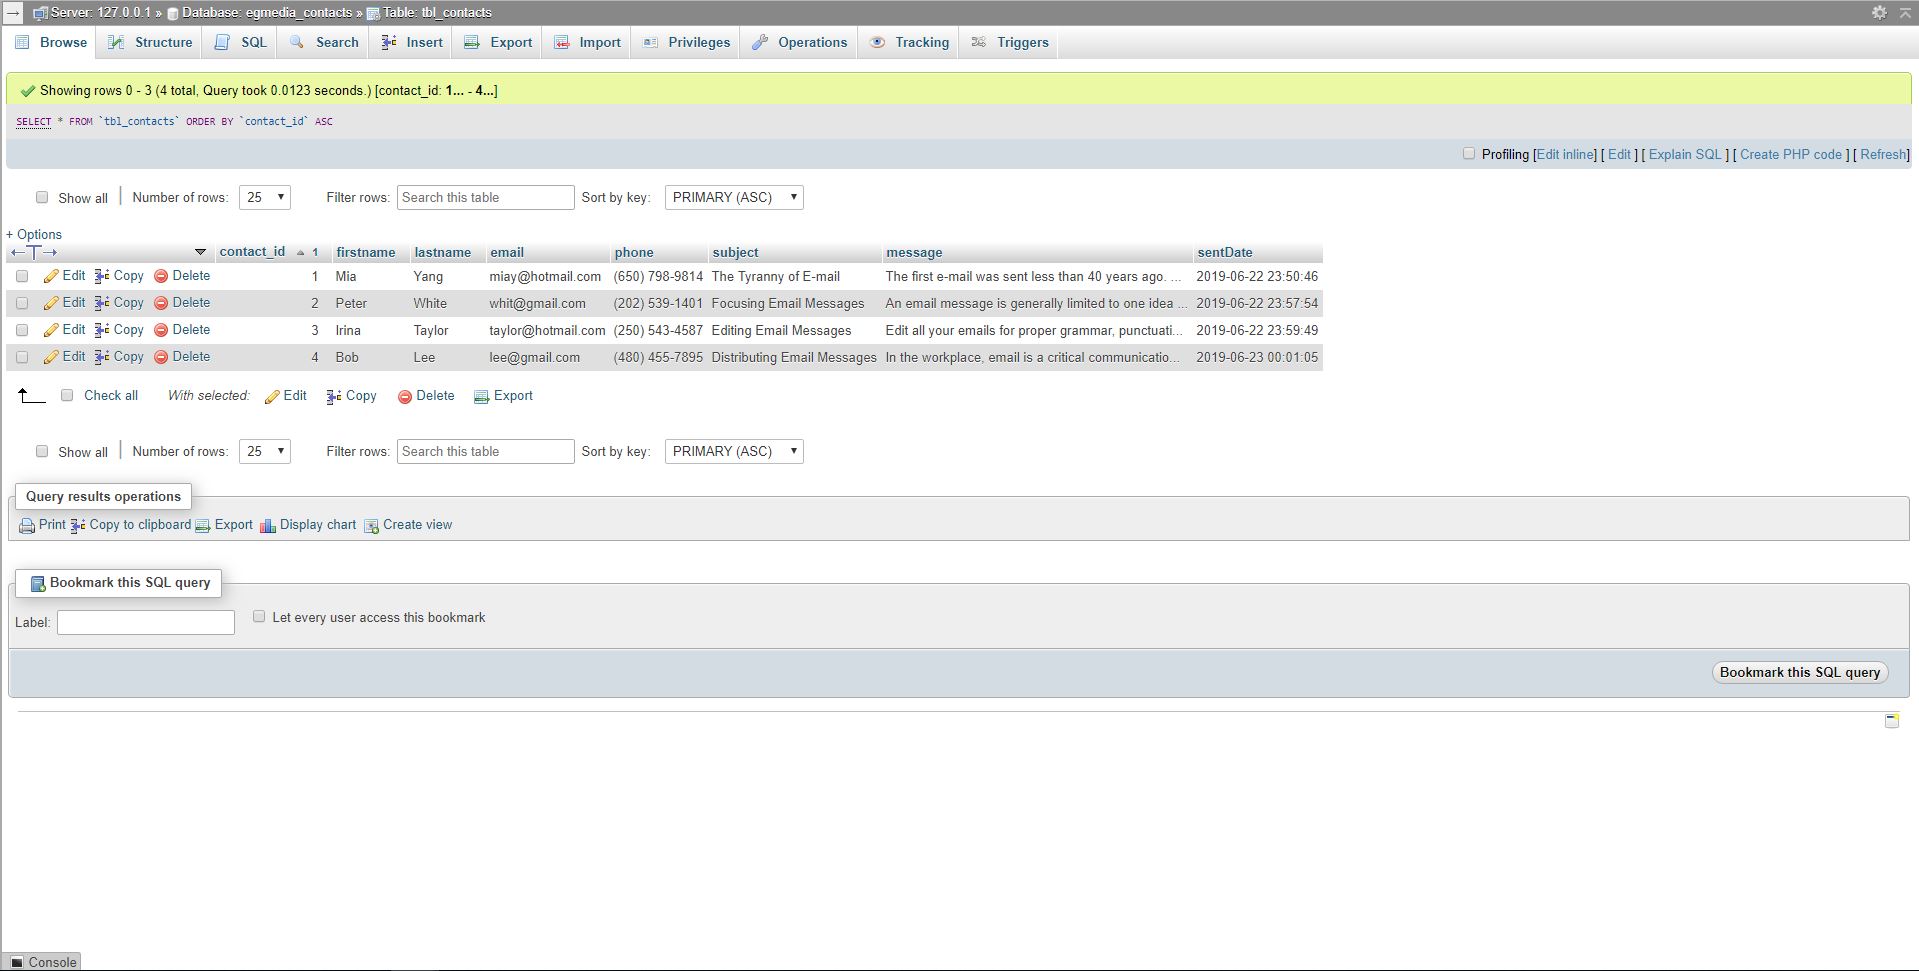 Server: 127.0.0.1 » Database: egmedia_contacts » Table: tbl_contacts
Browse Structure SQL Search Insert Export Import Privileges Operations Tracking Triggers
Showing rows 0 - 3 (4 total, Query took 0.0123 seconds.) [contact_id: 1... - 4...]
SELECT * FROM `tbl_contacts` ORDER BY `contact_id` ASC
Profiling [Edit inline] [ Edit ] [ Explain SQL ] [ Create PHP code ] [ Refresh]
Show all Number of rows: 25 Filter rows: Search this table Sort by key: PRIMARY (ASC)
+ Options
contact_id 1 firstname lastname email phone subject message sentDate
Edit Copy Delete 1 Mia Yang miay@hotmail.com (650) 798-9814 The Tyranny of E-mail The first e-mail was sent less than 40 years ago. ... 2019-06-22 23:50:46
Edit Copy Delete 2 Peter White whit@gmail.com (202) 539-1401 Focusing Email Messages An email message is generally limited to one idea ... 2019-06-22 23:57:54
Edit Copy Delete 3 Irina Taylor taylor@hotmail.com (250) 543-4587 Editing Email Messages Edit all your emails for proper grammar, punctuati... 2019-06-22 23:59:49
Edit Copy Delete 4 Bob Lee lee@gmail.com (480) 455-7895 Distributing Email Messages In the workplace, email is a critical communicatio... 2019-06-23 00:01:05
Check all With selected: Edit Copy Delete Export
Show all Number of rows: 25 Filter rows: Search this table Sort by key: PRIMARY (ASC)
Query results operations
Print Copy to clipboard Export Display chart Create view
Bookmark this SQL query
Label: Let every user access this bookmark
Bookmark this SQL query
Console